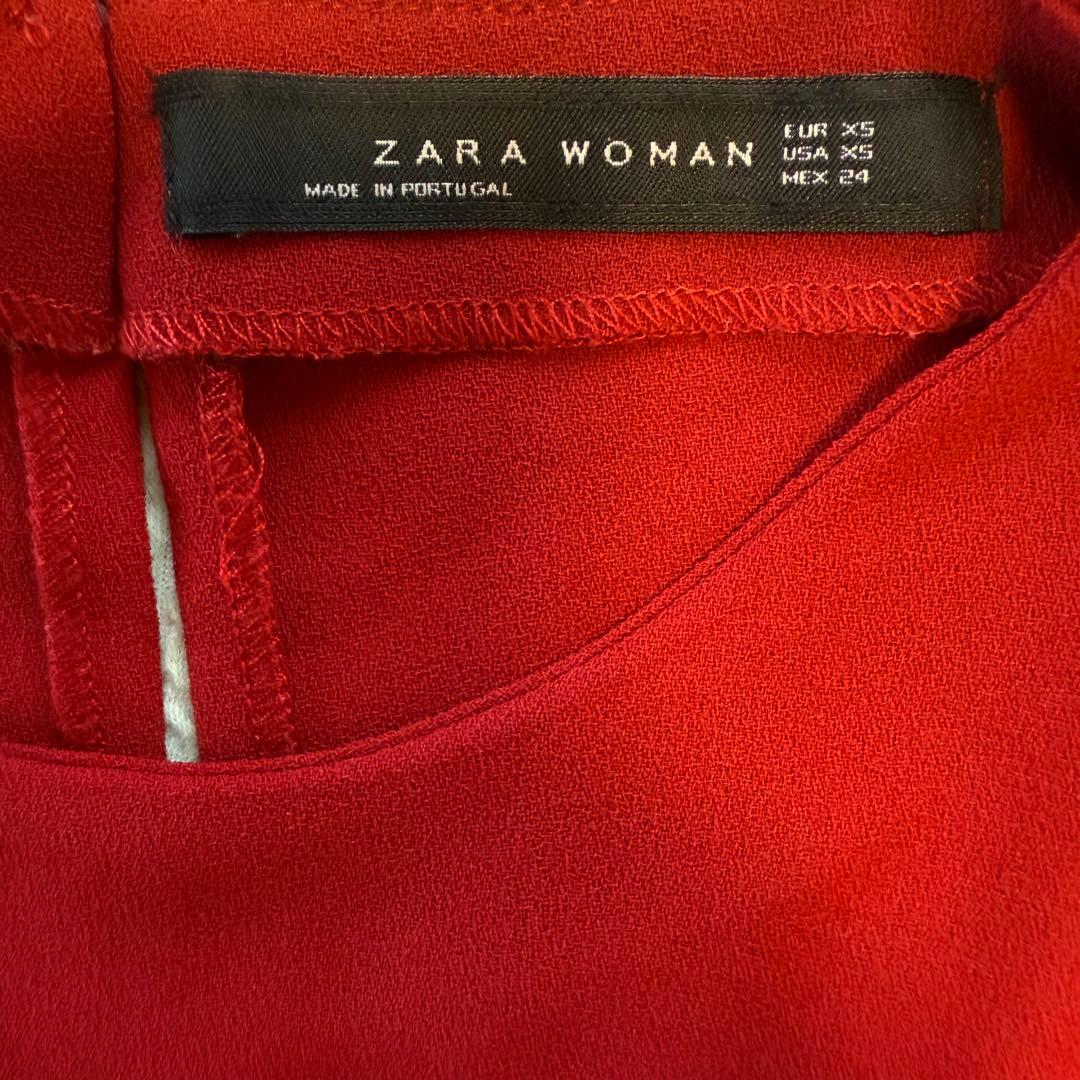 ZARA WOMAN
MADE IN PORTUGAL
EUR XS
USA XS
MEX 24